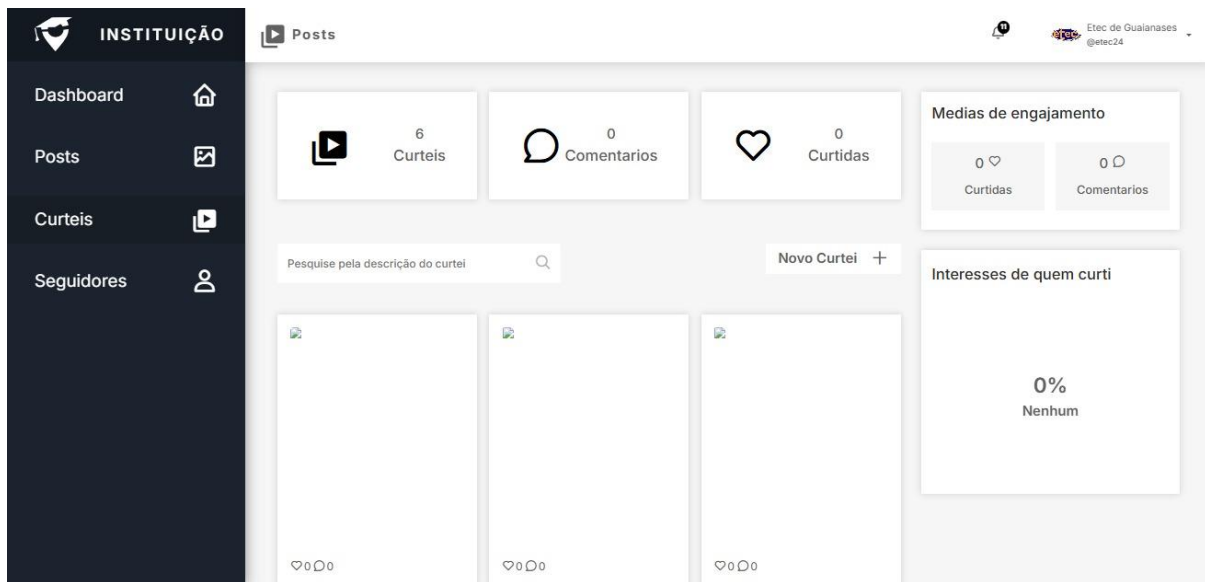 INSTITUIÇÃO
Dashboard
Posts
Curteis
Seguidores
Posts
11
etec
Etec de Guaianases
@etec24
6
Curteis
0
Comentarios
0
Curtidas
Medias de engajamento
0
Curtidas
0
Comentarios
Pesquise pela descrição do curtei
Novo Curtei +
Interesses de quem curti
0%
Nenhum
0 0
0 0
0 0